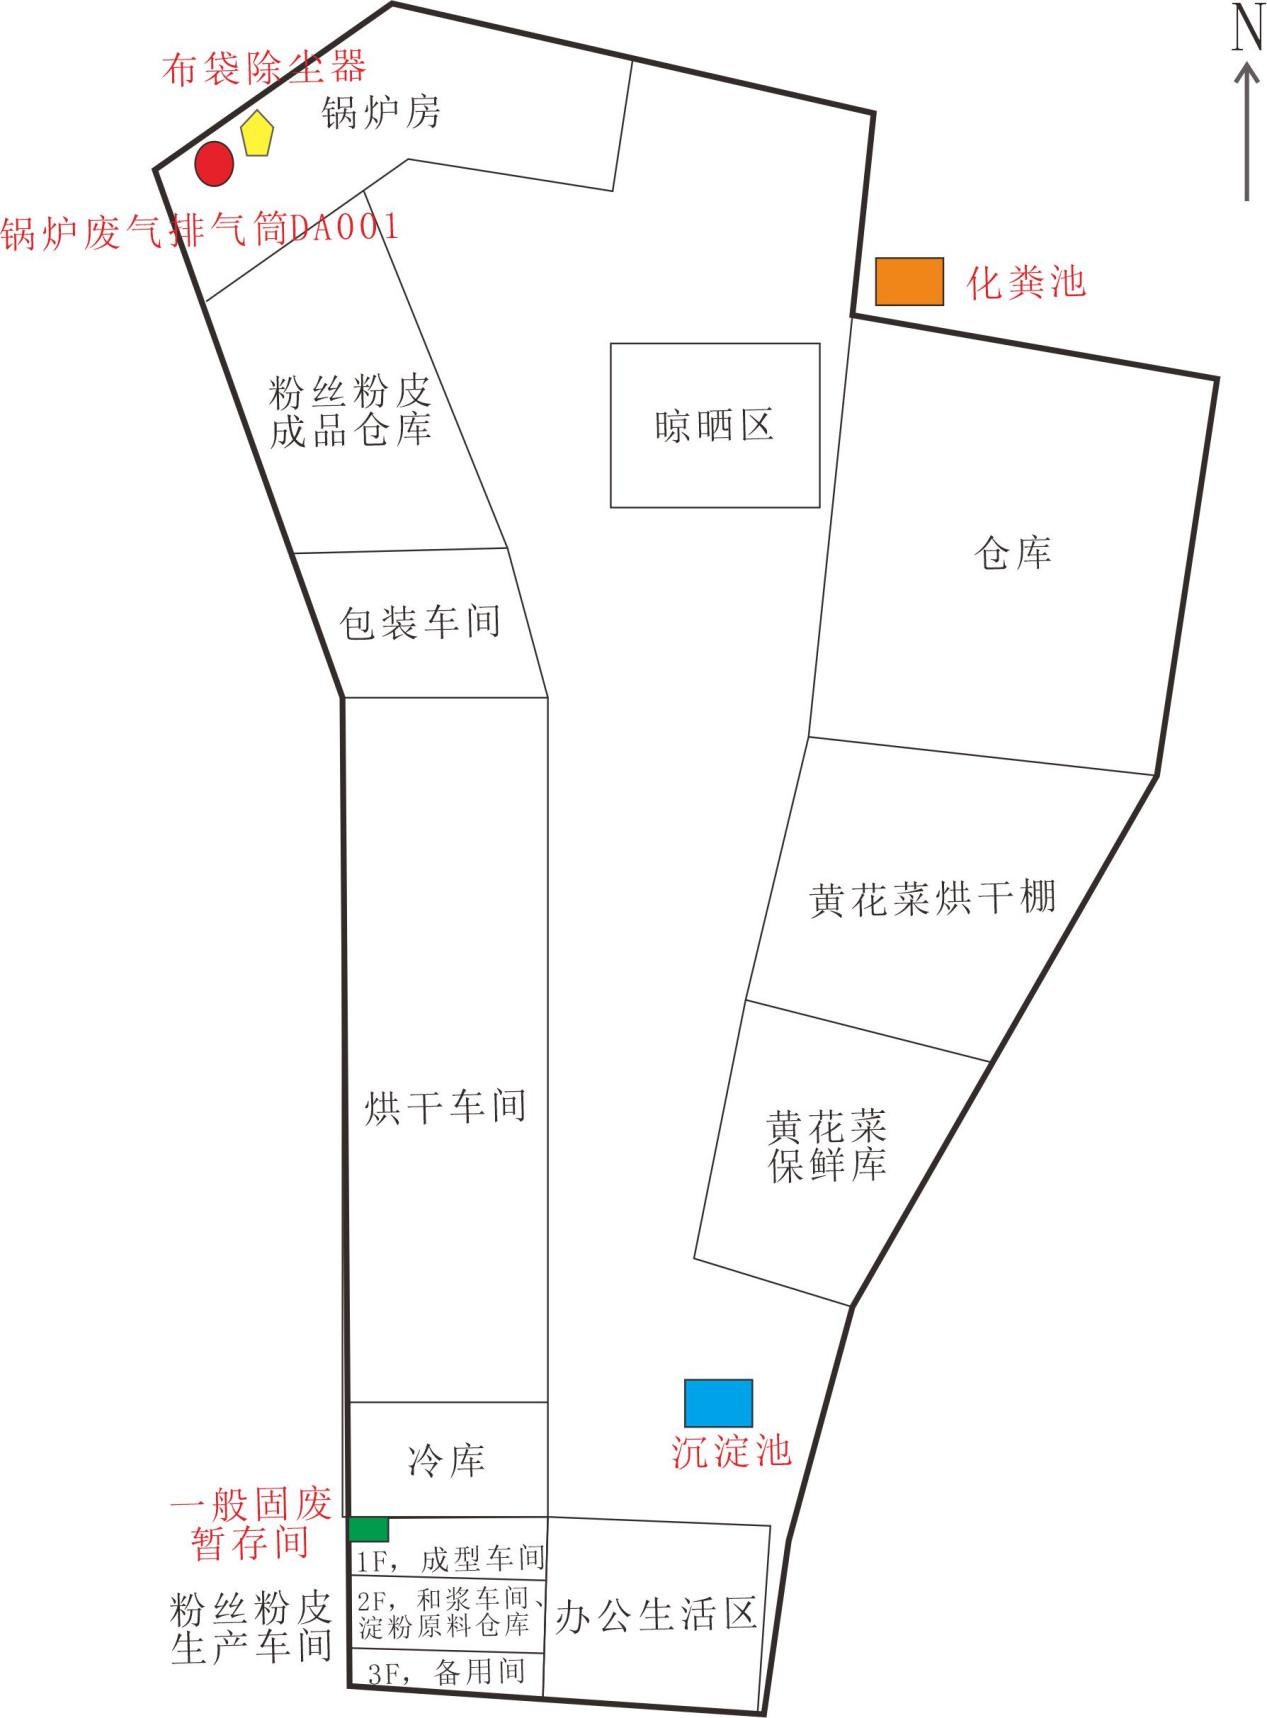 N
布袋除尘器
锅炉房
锅炉废气排气筒DA001
化粪池
粉丝粉皮
成品仓库
晾晒区
仓库
包装车间
黄花菜烘干棚
烘干车间
黄花菜
保鲜库
沉淀池
冷库
一般固废
暂存间
1F，成型车间
粉丝粉皮
生产车间
2F，和浆车间、
淀粉原料仓库
办公生活区
3F，备用间